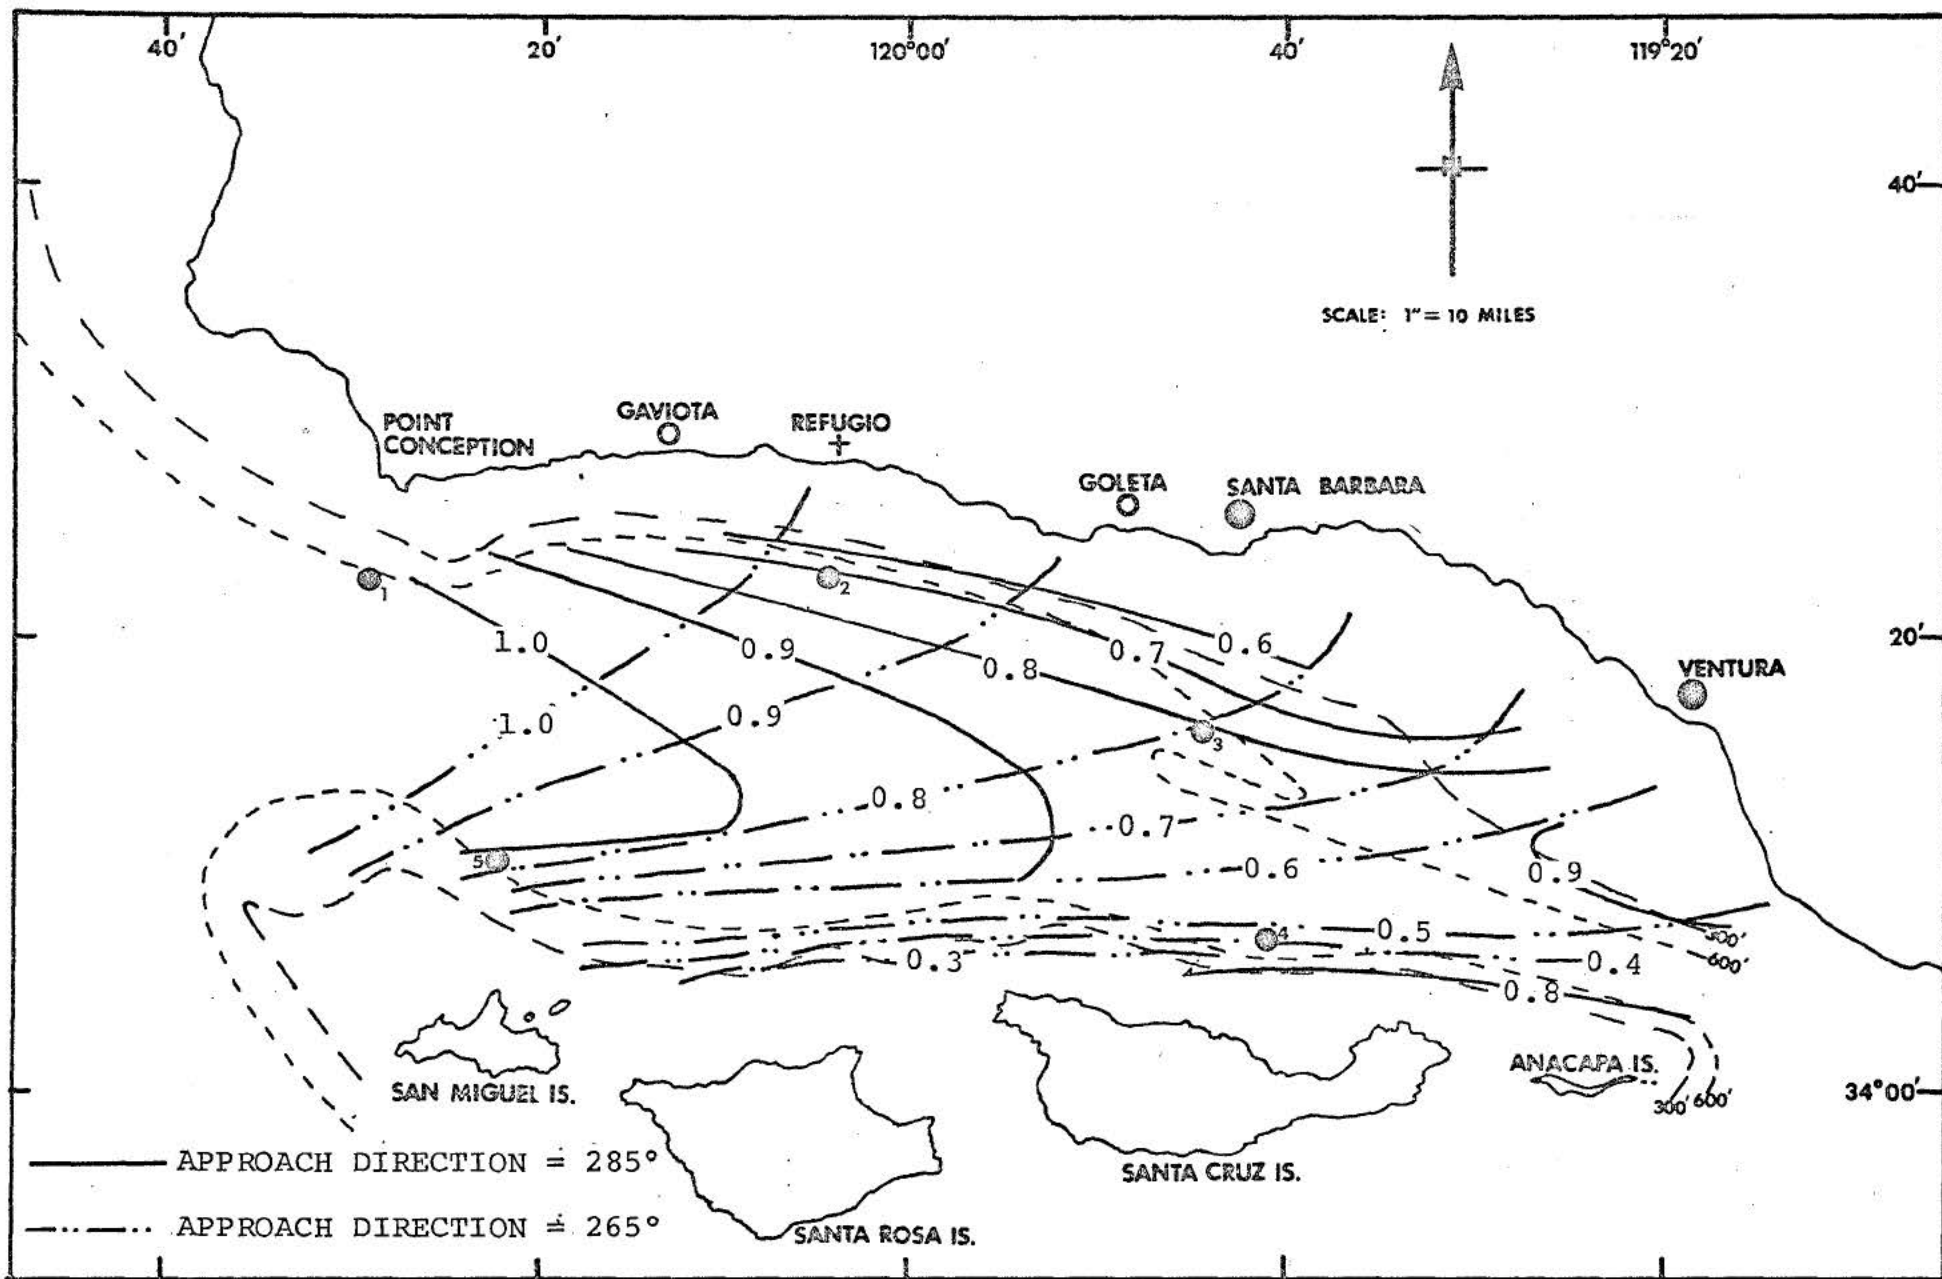 40' 20' 120°00' 40' 119°20'
40'
SCALE: 1" = 10 MILES
POINT
CONCEPTION
GAVIOTA
REFUGIO
GOLETA
SANTA BARBARA
1
2
1.0
0.9
0.8
0.7
0.6
20'
VENTURA
1.0
0.9
3
0.8
0.7
5
0.6
0.9
4
0.5
300'
600'
0.3
0.4
0.8
SAN MIGUEL IS.
ANACAPA IS.
34°00'
300' 600'
APPROACH DIRECTION = 285°
SANTA CRUZ IS.
APPROACH DIRECTION = 265°
SANTA ROSA IS.